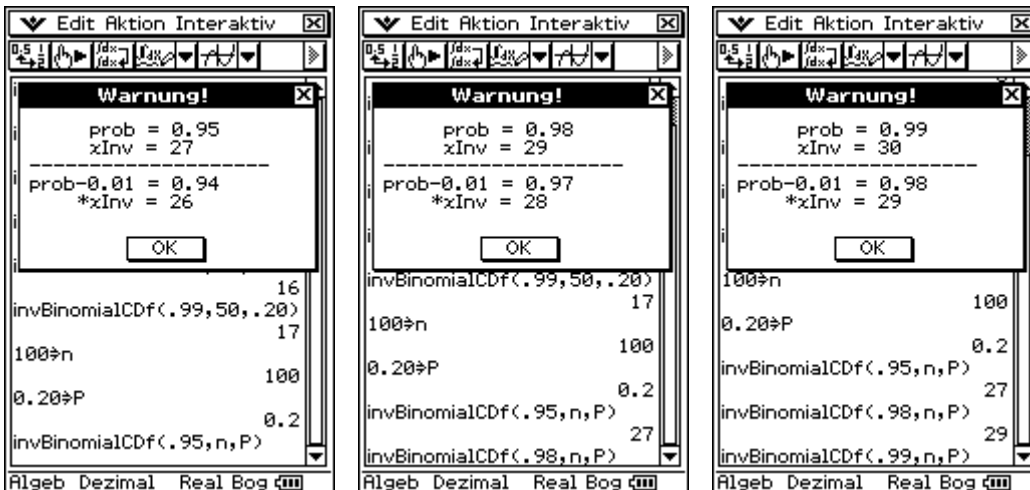 Edit Aktion Interaktiv
Warnung!
prob = 0.95
xInv = 27
prob-0.01 = 0.94
*xInv = 26
OK
16
invBinomialCDf(.99,50,.20)
17
100⇒n
100
0.20⇒P
0.2
invBinomialCDf(.95,n,P)
Algeb Dezimal Real Bog
Edit Aktion Interaktiv
Warnung!
prob = 0.98
xInv = 29
prob-0.01 = 0.97
*xInv = 28
OK
invBinomialCDf(.99,50,.20)
17
100⇒n
100
0.20⇒P
0.2
invBinomialCDf(.95,n,P)
27
invBinomialCDf(.98,n,P)
Algeb Dezimal Real Bog
Edit Aktion Interaktiv
Warnung!
prob = 0.99
xInv = 30
prob-0.01 = 0.98
*xInv = 29
OK
100⇒n
100
0.20⇒P
0.2
invBinomialCDf(.95,n,P)
27
invBinomialCDf(.98,n,P)
29
invBinomialCDf(.99,n,P)
Algeb Dezimal Real Bog